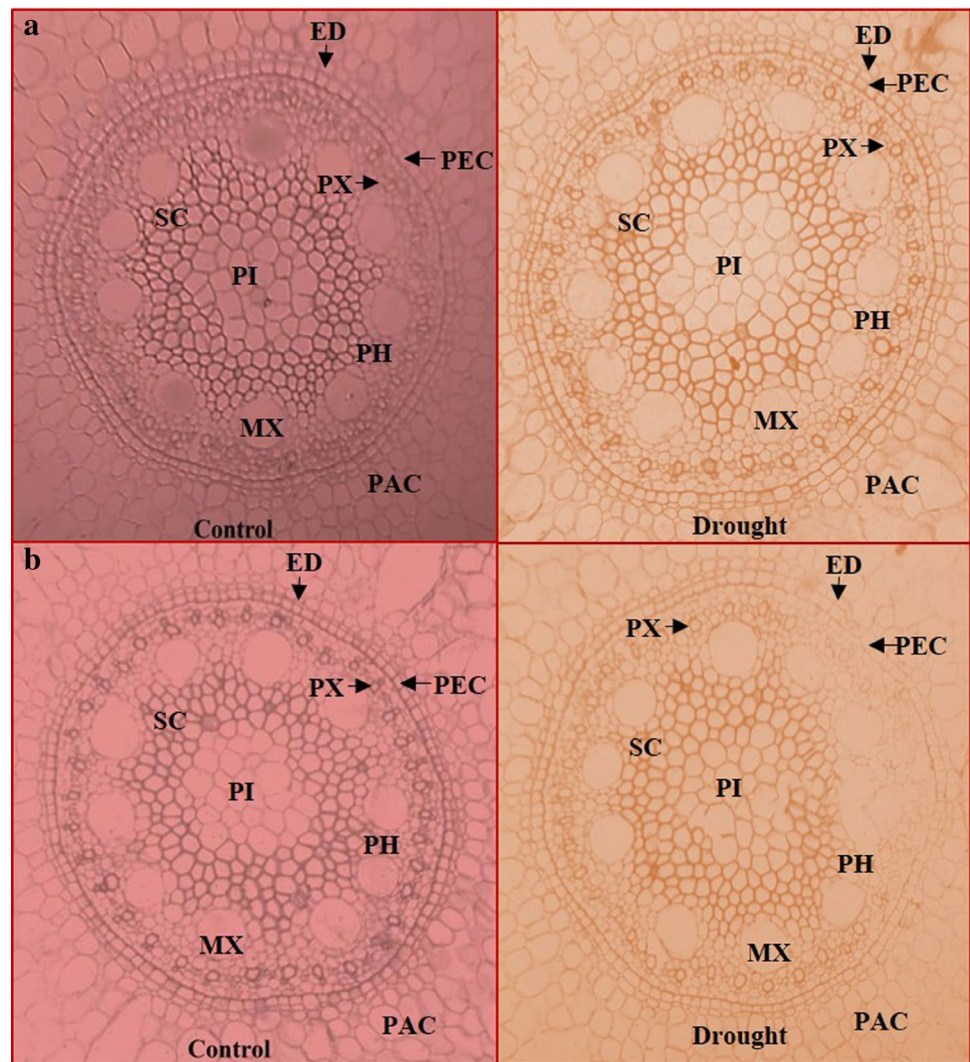 a
ED
PEC
PX
SC
PI
PH
MX
PAC
Control
ED
PEC
PX
SC
PI
PH
MX
PAC
Drought
b
ED
PX
PEC
SC
PI
PH
MX
PAC
Control
ED
PX
PEC
SC
PI
PH
MX
PAC
Drought